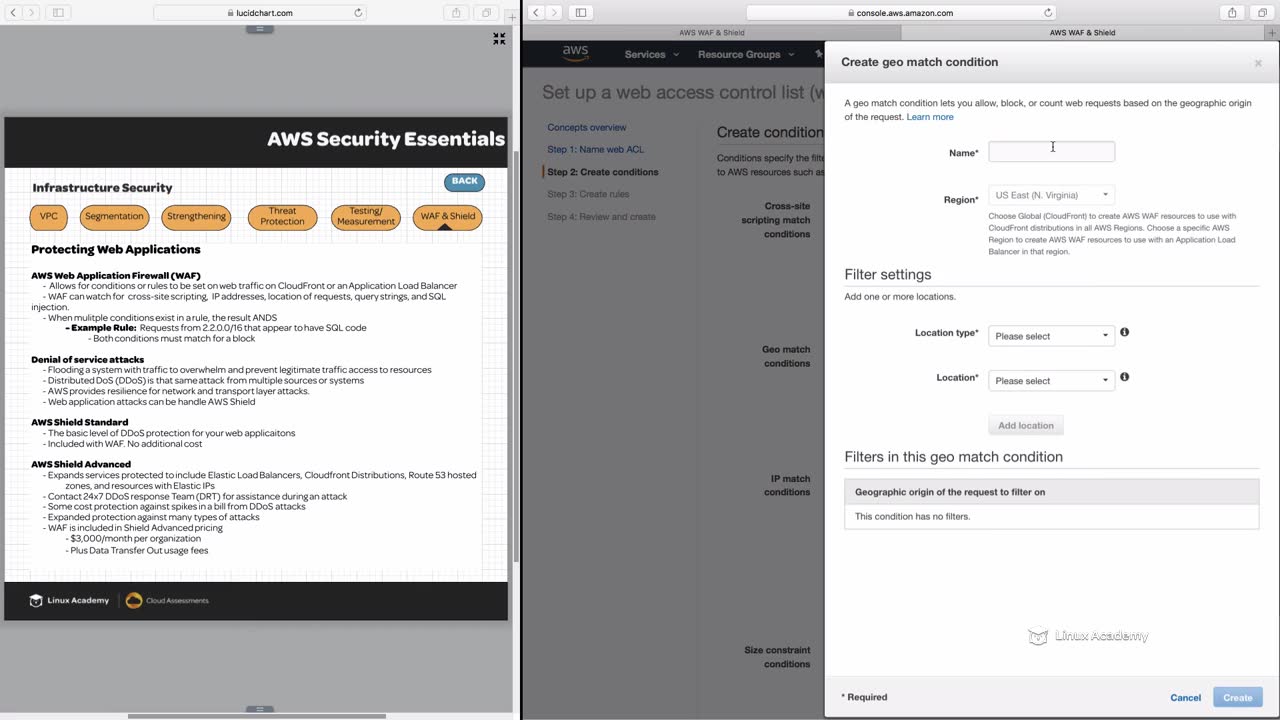 lucidchart.com
AWS Security Essentials
Infrastructure Security
BACK
VPC
Segmentation
Strengthening
Threat
Protection
Testing/
Measurement
WAF & Shield
Protecting Web Applications
AWS Web Application Firewall (WAF)
- Allows for conditions or rules to be set on web traffic on CloudFront or an Application Load Balancer
- WAF can watch for cross-site scripting, IP addresses, location of requests, query strings, and SQL
injection.
- When mulitple conditions exist in a rule, the result ANDS
- Example Rule: Requests from 2.2.0.0/16 that appear to have SQL code
- Both conditions must match for a block
Denial of service attacks
- Flooding a system with traffic to overwhelm and prevent legitimate traffic access to resources
- Distributed DoS (DDoS) is that same attack from multiple sources or systems
- AWS provides resilience for network and transport layer attacks.
- Web application attacks can be handle AWS Shield
AWS Shield Standard
- The basic level of DDoS protection for your web applicaitons
- Included with WAF. No additional cost
AWS Shield Advanced
- Expands services protected to include Elastic Load Balancers, Cloudfront Distributions, Route 53 hosted
zones, and resources with Elastic IPs
- Contact 24x7 DDoS response Team (DRT) for assistance during an attack
- Some cost protection against spikes in a bill from DDoS attacks
- Expanded protection against many types of attacks
- WAF is included in Shield Advanced pricing
- $3,000/month per organization
- Plus Data Transfer Out usage fees
Linux Academy
Cloud Assessments
console.aws.amazon.com
AWS WAF & Shield
AWS WAF & Shield
aws
Services
Resource Groups
Set up a web access control list (w
Concepts overview
Step 1: Name web ACL
Step 2: Create conditions
Step 3: Create rules
Step 4: Review and create
Create condition
Conditions specify the filte
to AWS resources such as
Cross-site
scripting match
conditions
Geo match
conditions
IP match
conditions
Size constraint
conditions
Create geo match condition
×
A geo match condition lets you allow, block, or count web requests based on the geographic origin
of the request. Learn more
Name*
Region*
US East (N. Virginia)
Choose Global (CloudFront) to create AWS WAF resources to use with
CloudFront distributions in all AWS Regions. Choose a specific AWS
Region to create AWS WAF resources to use with an Application Load
Balancer in that region.
Filter settings
Add one or more locations.
Location type*
Please select
Location*
Please select
Add location
Filters in this geo match condition
Geographic origin of the request to filter on
This condition has no filters.
Linux Academy
* Required
Cancel
Create